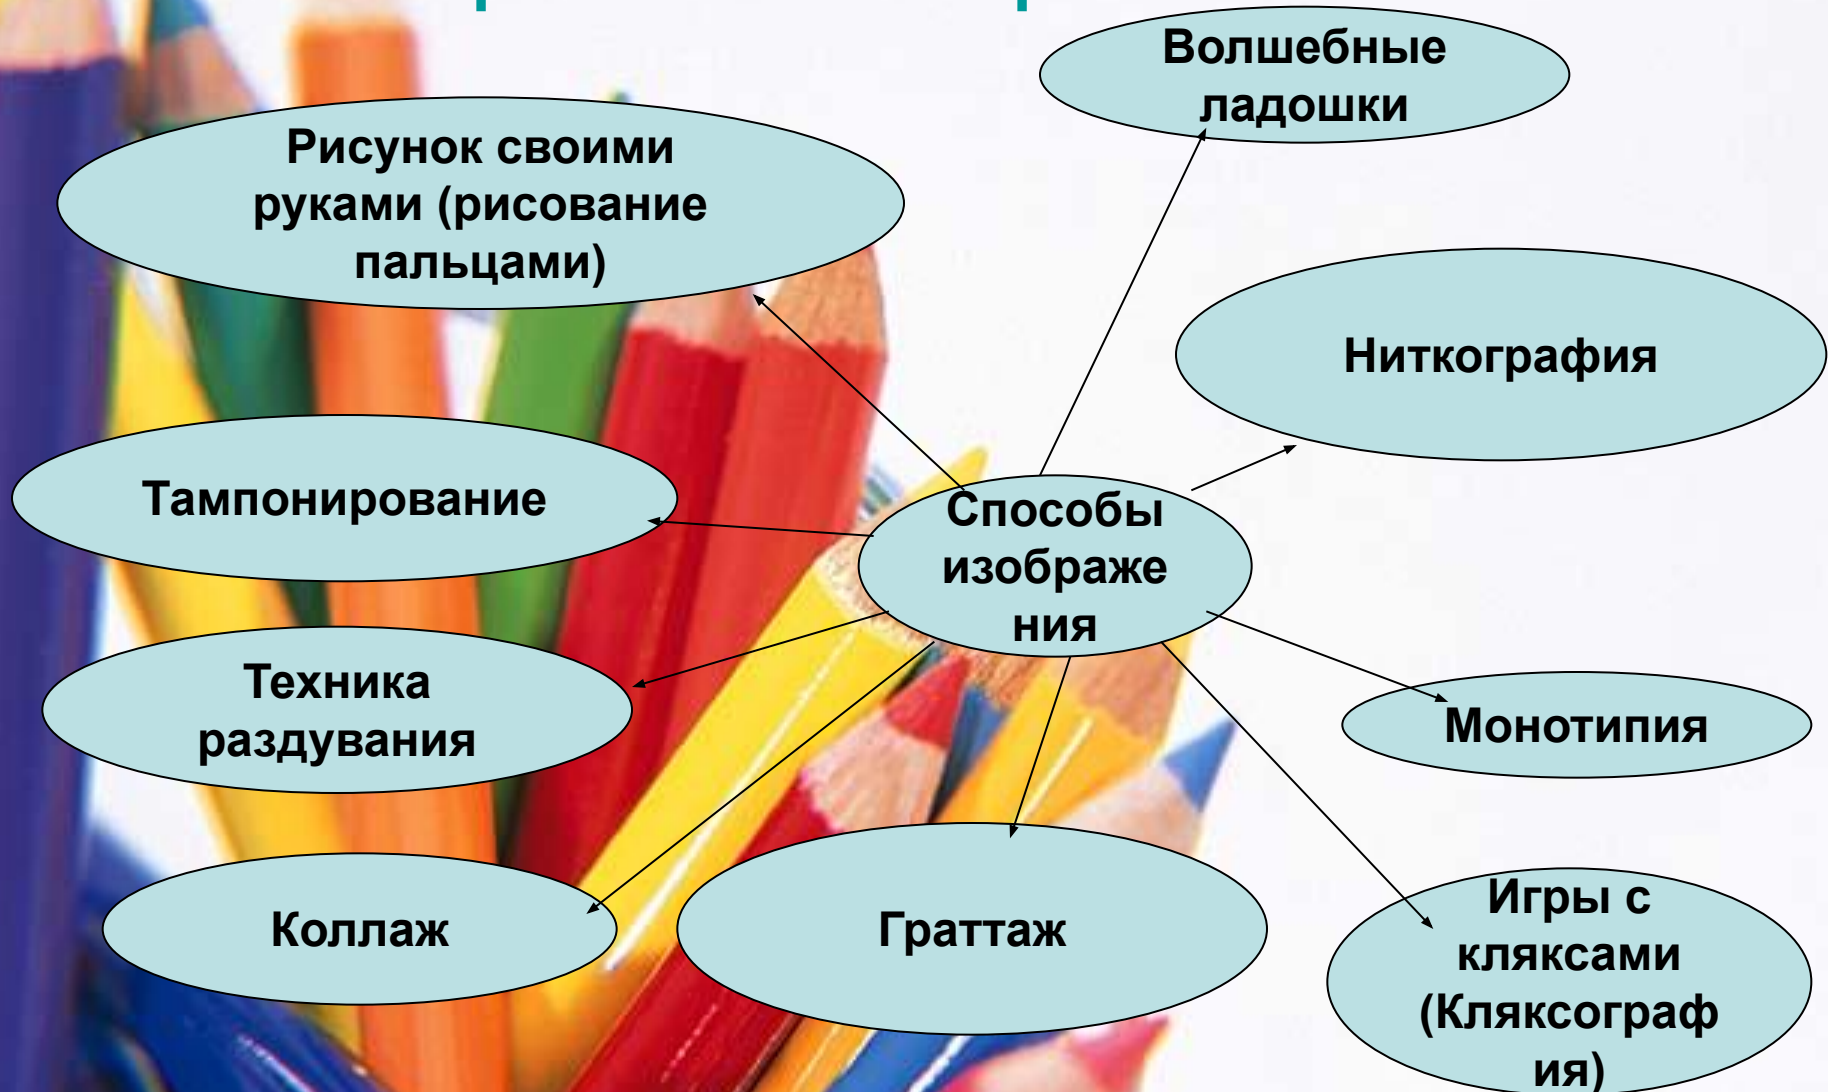 Волшебные
ладошки
Рисунок своими
руками (рисование
пальцами)
Ниткография
Тампонирование
Способы
изображе
ния
Техника
раздувания
Монотипия
Коллаж
Граттаж
Игры с
кляксами
(Кляксограф
ия)